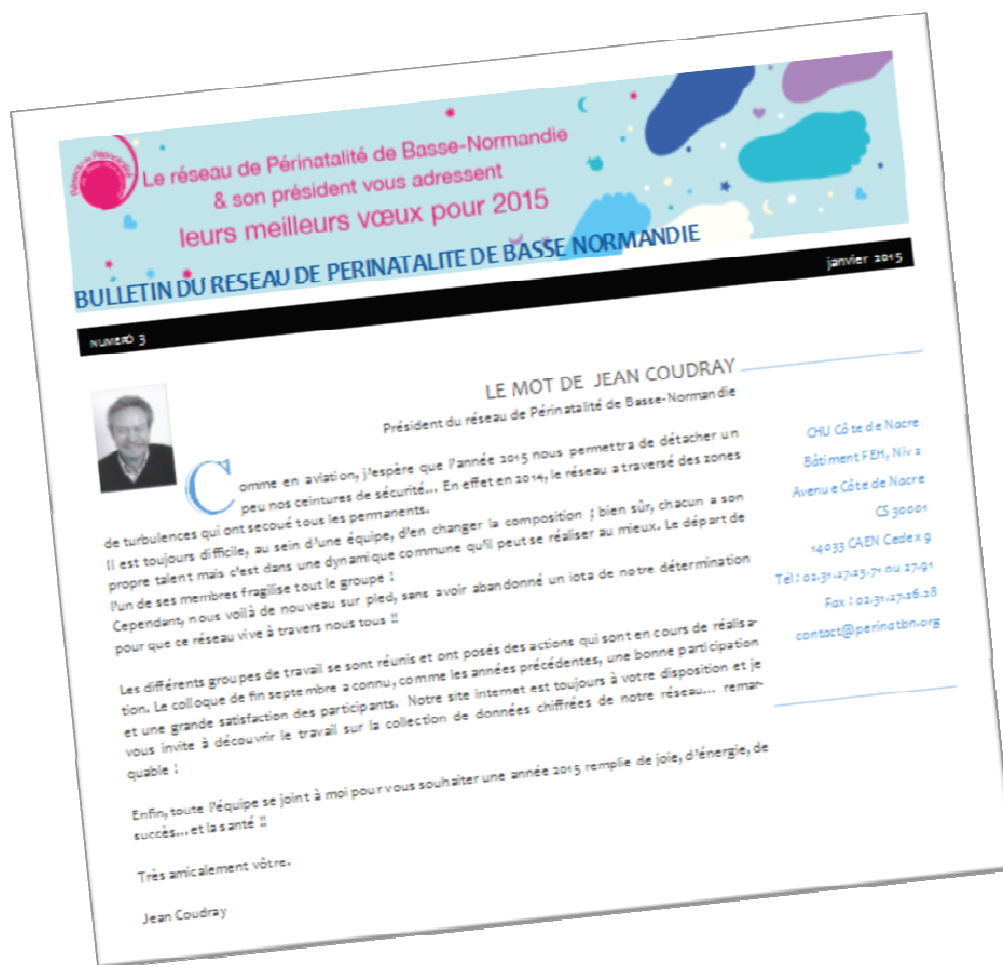 Le réseau de Périnatalité de Basse-Normandie
& son président vous adressent
leurs meilleurs vœux pour 2015
BULLETIN DU RESEAU DE PERINATALITE DE BASSE NORMANDIE
NUMERO 3
janvier 2015
LE MOT DE JEAN COUDRAY
Président du réseau de Périnatalité de Basse-Normandie
Comme en aviation, j'espère que l'année 2015 nous permettra de détacher un
peu nos ceintures de sécurité... En effet en 2014, le réseau a traversé des zones
de turbulences qui ont secoué tous les permanents.
Il est toujours difficile, au sein d'une équipe, d'en changer la composition ; bien sûr, chacun a son
propre talent mais c'est dans une dynamique commune qu'il peut se réaliser au mieux. Le départ de
l'un de ses membres fragilise tout le groupe !
Cependant, nous voilà de nouveau sur pied, sans avoir abandonné un iota de notre détermination
pour que ce réseau vive à travers nous tous !!
Les différents groupes de travail se sont réunis et ont posés des actions qui sont en cours de réalisa-
tion. Le colloque de fin septembre a connu, comme les années précédentes, une bonne participation
et une grande satisfaction des participants. Notre site internet est toujours à votre disposition et je
vous invite à découvrir le travail sur la collection de données chiffrées de notre réseau... remar-
quable !
Enfin, toute l'équipe se joint à moi pour vous souhaiter une année 2015 remplie de joie, d'énergie, de
succès... et la santé !!
Très amicalement vôtre.
Jean Coudray
CHU Côte de Nacre
Bâtiment FEH, Niv 2
Avenue Côte de Nacre
CS 30001
14033 CAEN Cedex 9
Tél : 02.31.27.23.71 ou 27.91
Fax : 02.31.27.26.28
contact@perinatbn.org